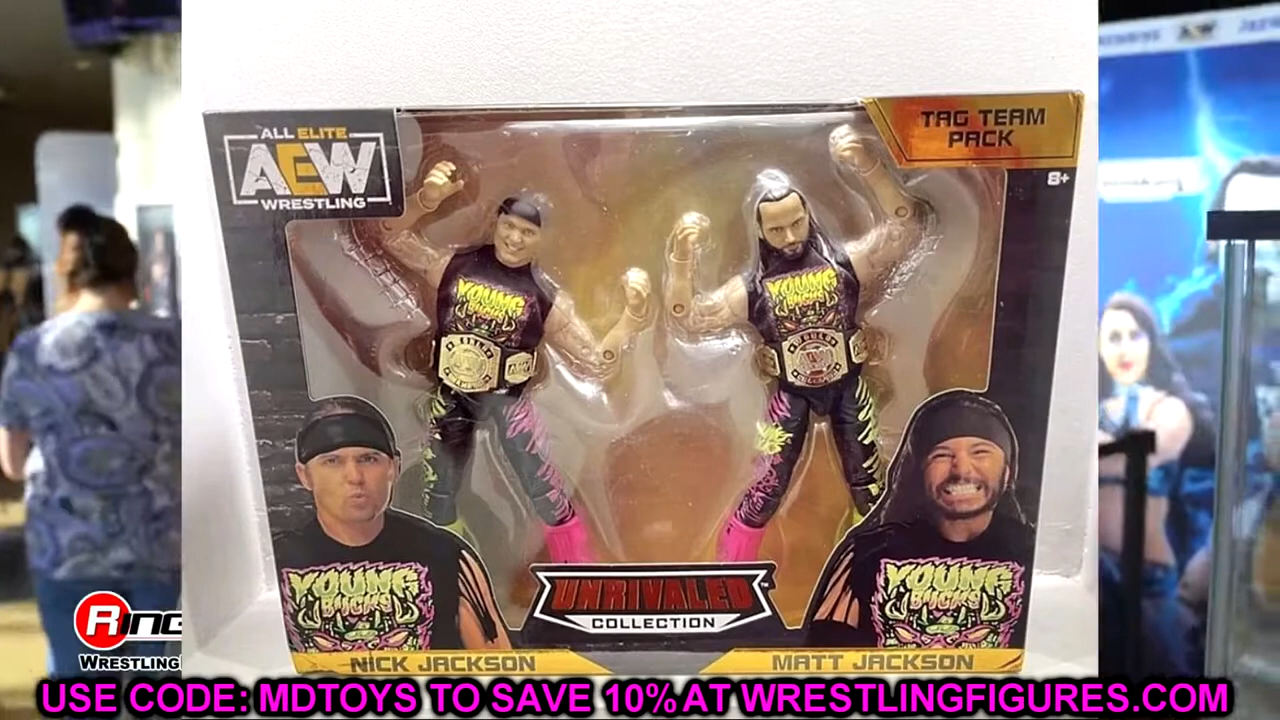 ALL ELITE
AEW
WRESTLING
TAG TEAM
PACK
8+
YOUNG
BUCKS
YOUNG
BUCKS
YOUNG
BUCKS
YOUNG
BUCKS
UNRIVALED
COLLECTION
NICK JACKSON
MATT JACKSON
RING
WRESTLING
USE CODE: MDTOYS TO SAVE 10% AT WRESTLINGFIGURES.COM